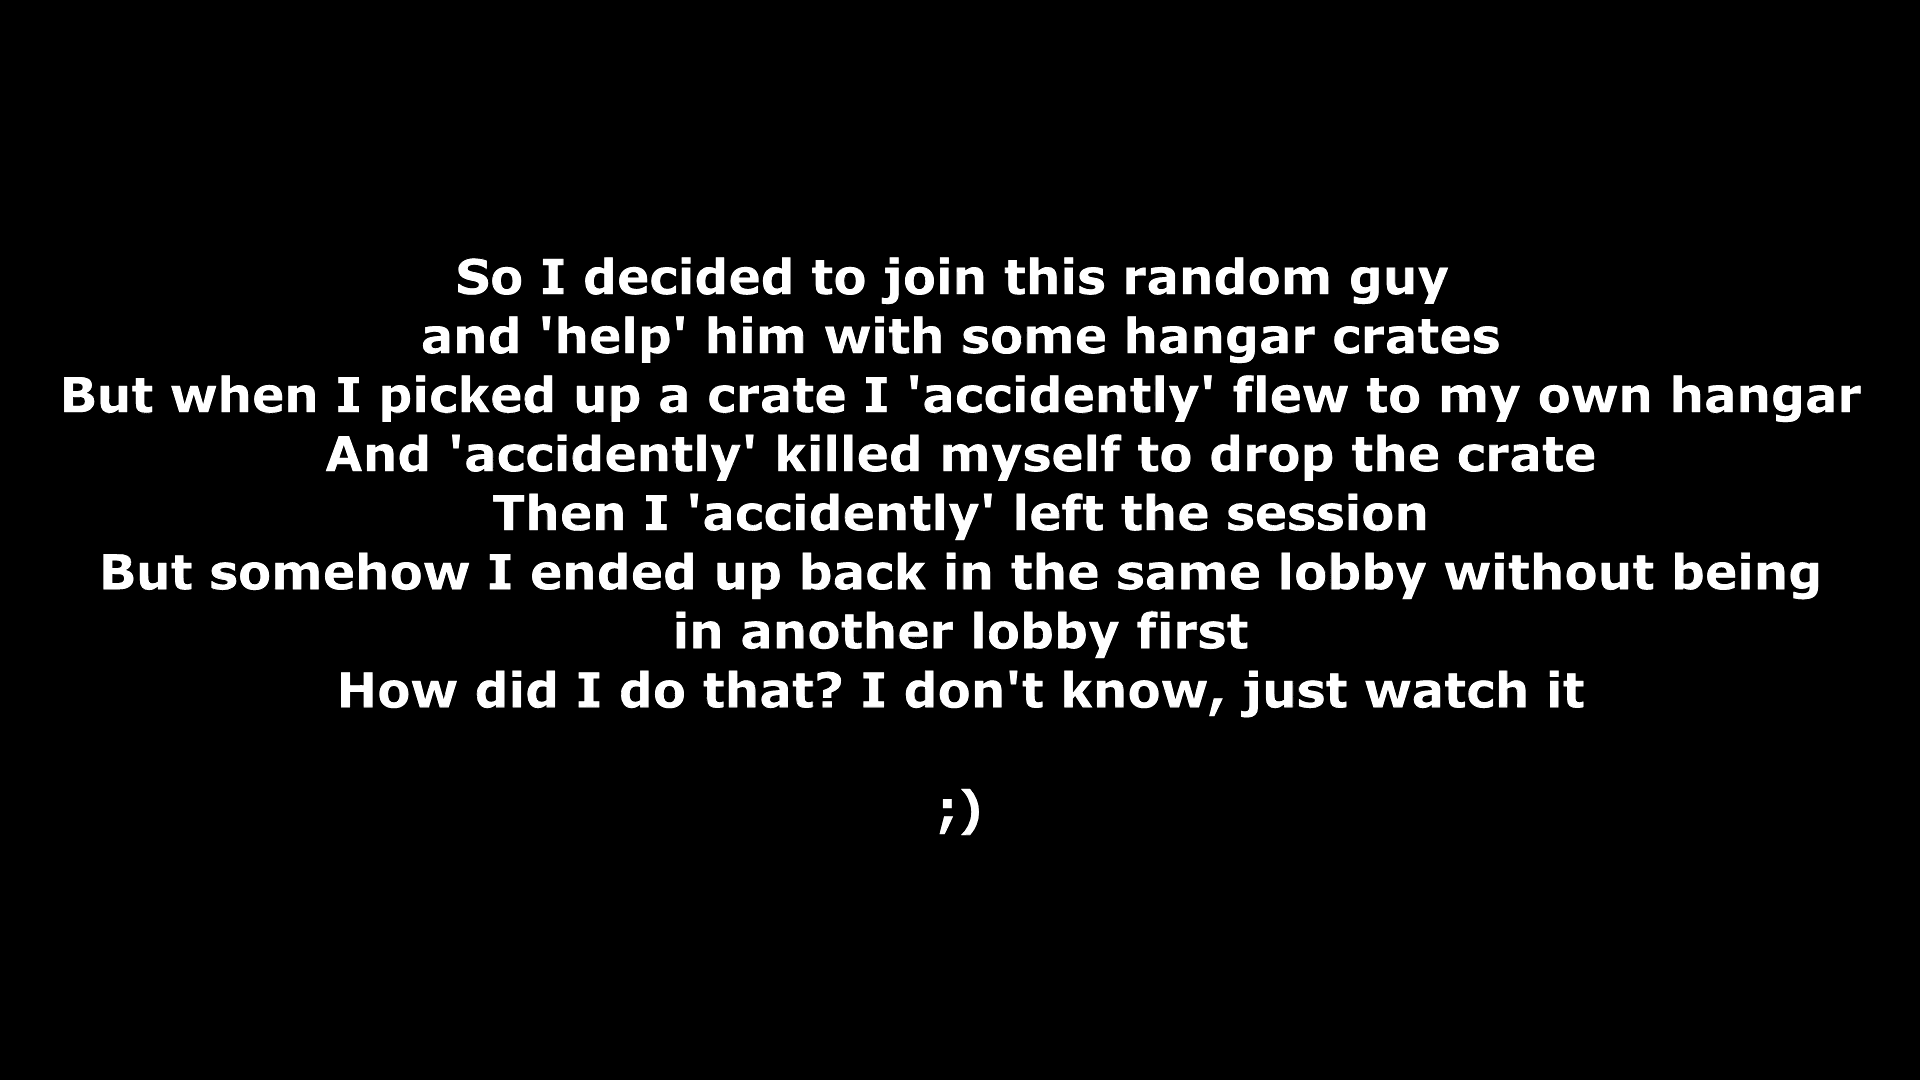 So I decided to join this random guy
and 'help' him with some hangar crates
But when I picked up a crate I 'accidently' flew to my own hangar
And 'accidently' killed myself to drop the crate
Then I 'accidently' left the session
But somehow I ended up back in the same lobby without being
in another lobby first
How did I do that? I don't know, just watch it
;)